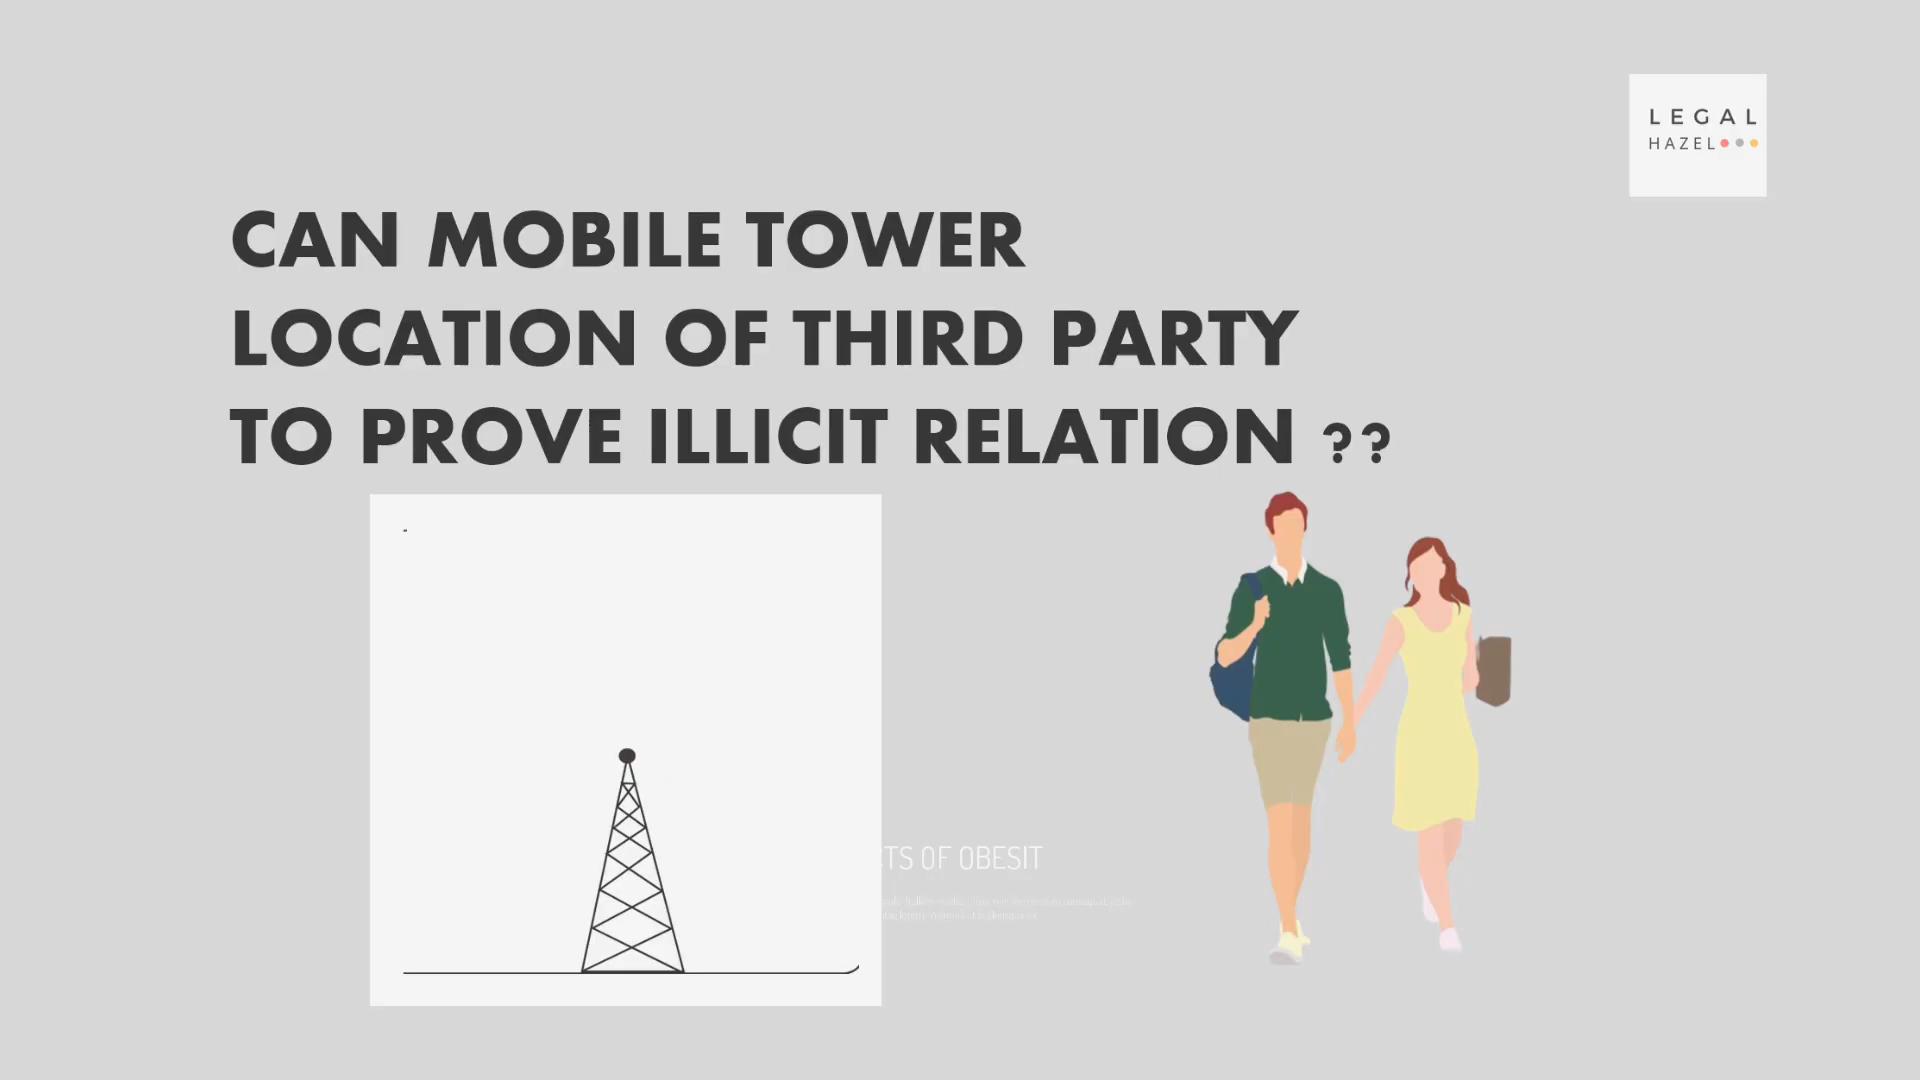 LEGAL
HAZEL
CAN MOBILE TOWER
LOCATION OF THIRD PARTY
TO PROVE ILLICIT RELATION ??
TS OF OBESIT